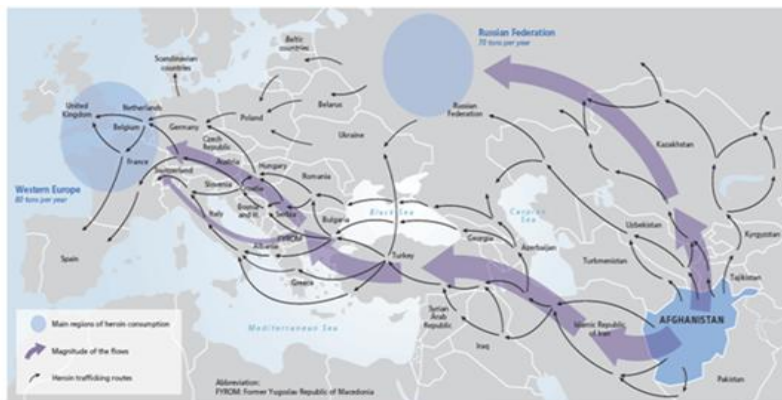 Russian Federation
70 tons per year
Baltic
countries
Scandinavian
countries
United
Kingdom
Netherlands
Belgium
Germany
Poland
Belarus
Russian
Federation
Czech
Republic
Ukraine
Kazakhstan
France
Austria
Hungary
Switzerland
Romania
Western Europe
80 tons per year
Slovenia
Croatia
Bosnia
and H.
Serbia
Italy
Bulgaria
Black Sea
Caspian
Sea
Uzbekistan
Kyrgyzstan
Spain
Albania
FYROM
Georgia
Azerbaijan
Turkey
Turkmenistan
Tajikistan
Greece
Syrian
Arab
Republic
Islamic Republic
of Iran
AFGHANISTAN
Mediterranean Sea
Iraq
Pakistan
Main regions of heroin consumption
Magnitude of the flows
Heroin trafficking routes
Abbreviation:
FYROM: Former Yugoslav Republic of Macedonia